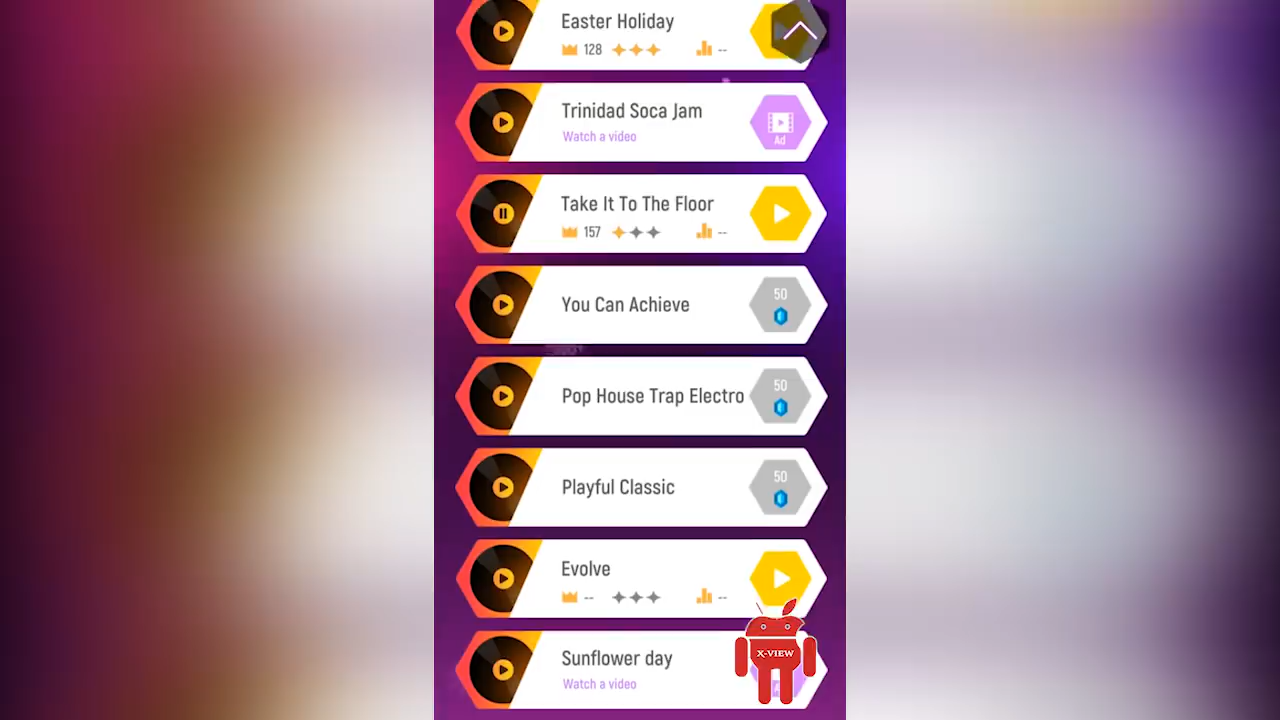 Easter Holiday
128 --
Trinidad Soca Jam
Watch a video
Ad
Take It To The Floor
157 --
You Can Achieve
50
Pop House Trap Electro
50
Playful Classic
50
Evolve
-- --
X-VIEW
Sunflower day
Watch a video